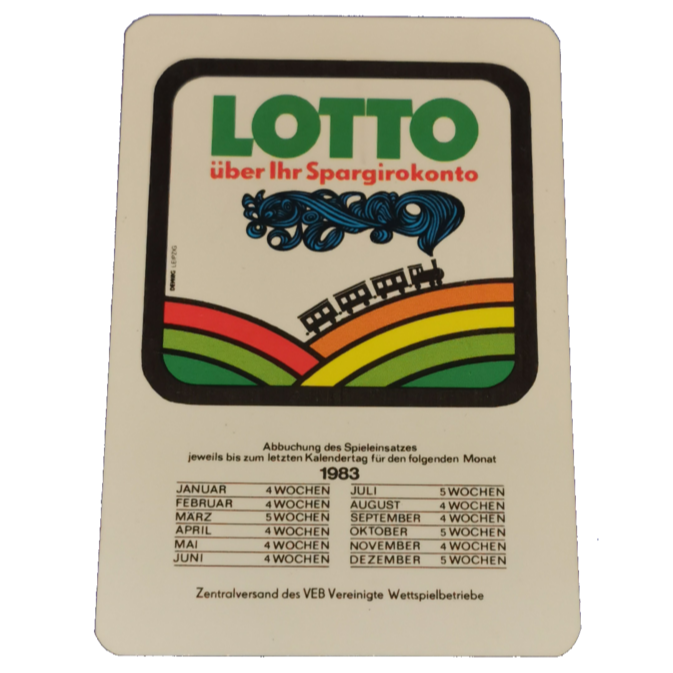 LOTTO
über Ihr Spargirokonto
DEWAG LEIPZIG
Abbuchung des Spieleinsatzes
jeweils bis zum letzten Kalendertag für den folgenden Monat
1983
JANUAR 4 WOCHEN JULI 5 WOCHEN
FEBRUAR 4 WOCHEN AUGUST 4 WOCHEN
MÄRZ 5 WOCHEN SEPTEMBER 4 WOCHEN
APRIL 4 WOCHEN OKTOBER 5 WOCHEN
MAI 4 WOCHEN NOVEMBER 4 WOCHEN
JUNI 4 WOCHEN DEZEMBER 5 WOCHEN
Zentralversand des VEB Vereinigte Wettspielbetriebe